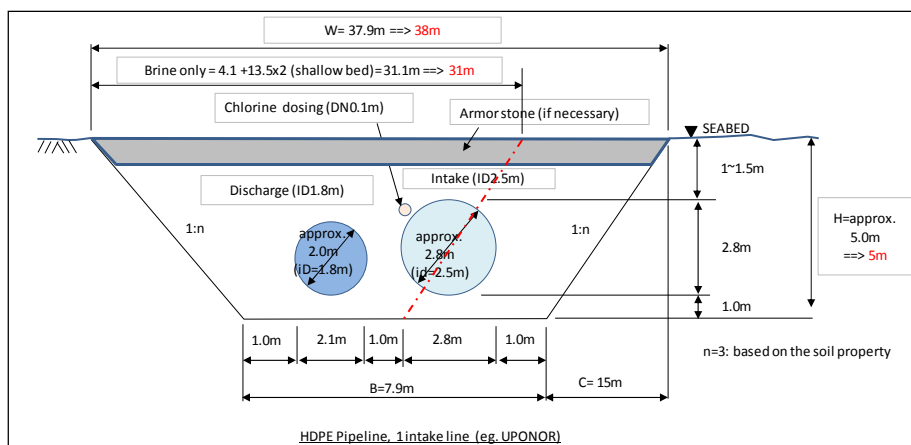 W= 37.9m ==> 38m
Brine only = 4.1 +13.5x2 (shallow bed)=31.1m ==> 31m
Chlorine dosing (DN0.1m)
Armor stone (if necessary)
SEABED
Discharge (ID1.8m)
Intake (ID2.5m)
1~1.5m
1:n
approx.
2.0m
(iD=1.8m)
approx.
2.8m
(id=2.5m)
1:n
2.8m
H=approx.
5.0m
==> 5m
1.0m
1.0m
2.1m
1.0m
2.8m
1.0m
n=3: based on the soil property
B=7.9m
C= 15m
HDPE Pipeline, 1 intake line (eg. UPONOR)